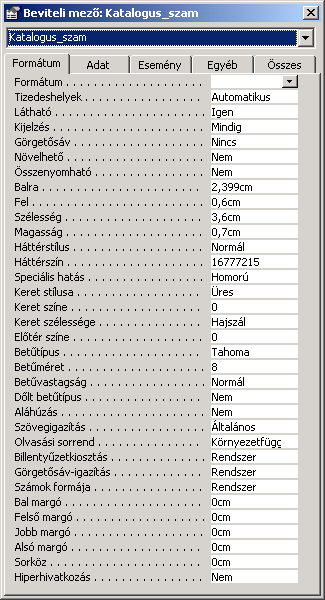 Beviteli mező: Katalogus_szam
Katalogus_szam
Formátum Adat Esemény Egyéb Összes
Formátum . . . . . . . . . . . . . . . . . . . .
Tizedeshelyek . . . . . . . . . . . . . . . . Automatikus
Látható . . . . . . . . . . . . . . . . . . . . . Igen
Kijelzés . . . . . . . . . . . . . . . . . . . . . Mindig
Görgetősáv . . . . . . . . . . . . . . . . . . Nincs
Növelhető . . . . . . . . . . . . . . . . . . . Nem
Összenyomható . . . . . . . . . . . . . . . Nem
Balra . . . . . . . . . . . . . . . . . . . . . . . 2,399cm
Fel . . . . . . . . . . . . . . . . . . . . . . . . . 0,6cm
Szélesség . . . . . . . . . . . . . . . . . . . 3,6cm
Magasság . . . . . . . . . . . . . . . . . . . 0,7cm
Háttérstílus . . . . . . . . . . . . . . . . . . Normál
Háttérszín . . . . . . . . . . . . . . . . . . . 16777215
Speciális hatás . . . . . . . . . . . . . . . . Homorú
Keret stílusa . . . . . . . . . . . . . . . . . Üres
Keret színe . . . . . . . . . . . . . . . . . . 0
Keret szélessége . . . . . . . . . . . . . . Hajszál
Előtér színe . . . . . . . . . . . . . . . . . . 0
Betűtípus . . . . . . . . . . . . . . . . . . . Tahoma
Betűméret . . . . . . . . . . . . . . . . . . . 8
Betűvastagság . . . . . . . . . . . . . . . . Normál
Dőlt betűtípus . . . . . . . . . . . . . . . . Nem
Aláhúzás . . . . . . . . . . . . . . . . . . . . Nem
Szövegigazítás . . . . . . . . . . . . . . . . Általános
Olvasási sorrend . . . . . . . . . . . . . . Környezetfügg
Billentyűzetkiosztás . . . . . . . . . . . . Rendszer
Görgetősáv-igazítás . . . . . . . . . . . . Rendszer
Számok formája . . . . . . . . . . . . . . . Rendszer
Bal margó . . . . . . . . . . . . . . . . . . . 0cm
Felső margó . . . . . . . . . . . . . . . . . . 0cm
Jobb margó . . . . . . . . . . . . . . . . . . 0cm
Alsó margó . . . . . . . . . . . . . . . . . . 0cm
Sorköz . . . . . . . . . . . . . . . . . . . . . . 0cm
Hiperhivatkozás . . . . . . . . . . . . . . . Nem